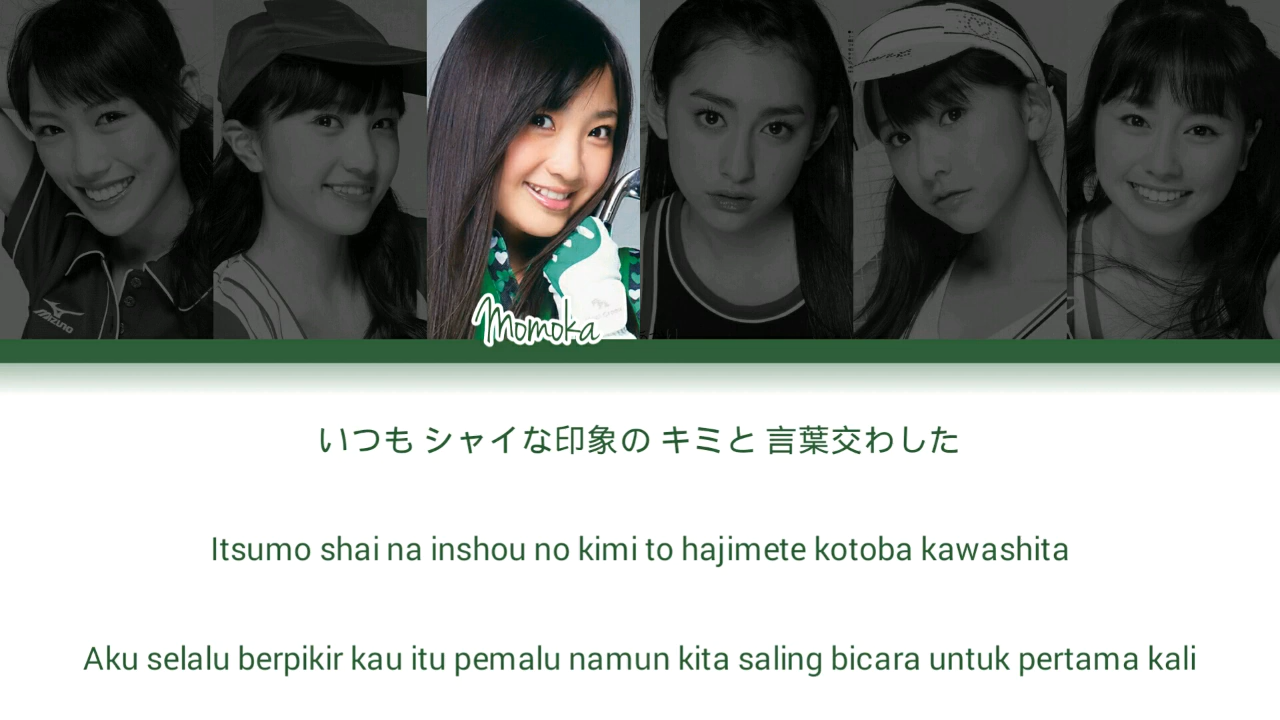 MIZUNO
Momoka
いつも シャイな印象の キミと 言葉交わした
Itsumo shai na inshou no kimi to hajimete kotoba kawashita
Aku selalu berpikir kau itu pemalu namun kita saling bicara untuk pertama kali